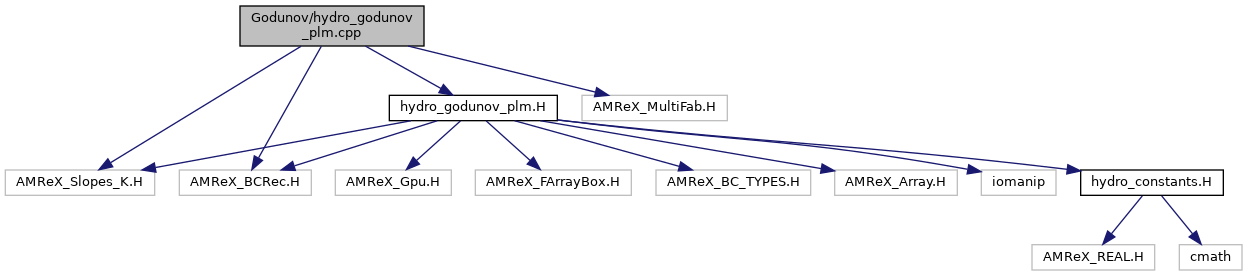 Godunov/hydro_godunov
_plm.cpp
hydro_godunov_plm.H
AMReX_MultiFab.H
AMReX_Slopes_K.H
AMReX_BCRec.H
AMReX_Gpu.H
AMReX_FArrayBox.H
AMReX_BC_TYPES.H
AMReX_Array.H
iomanip
hydro_constants.H
AMReX_REAL.H
cmath